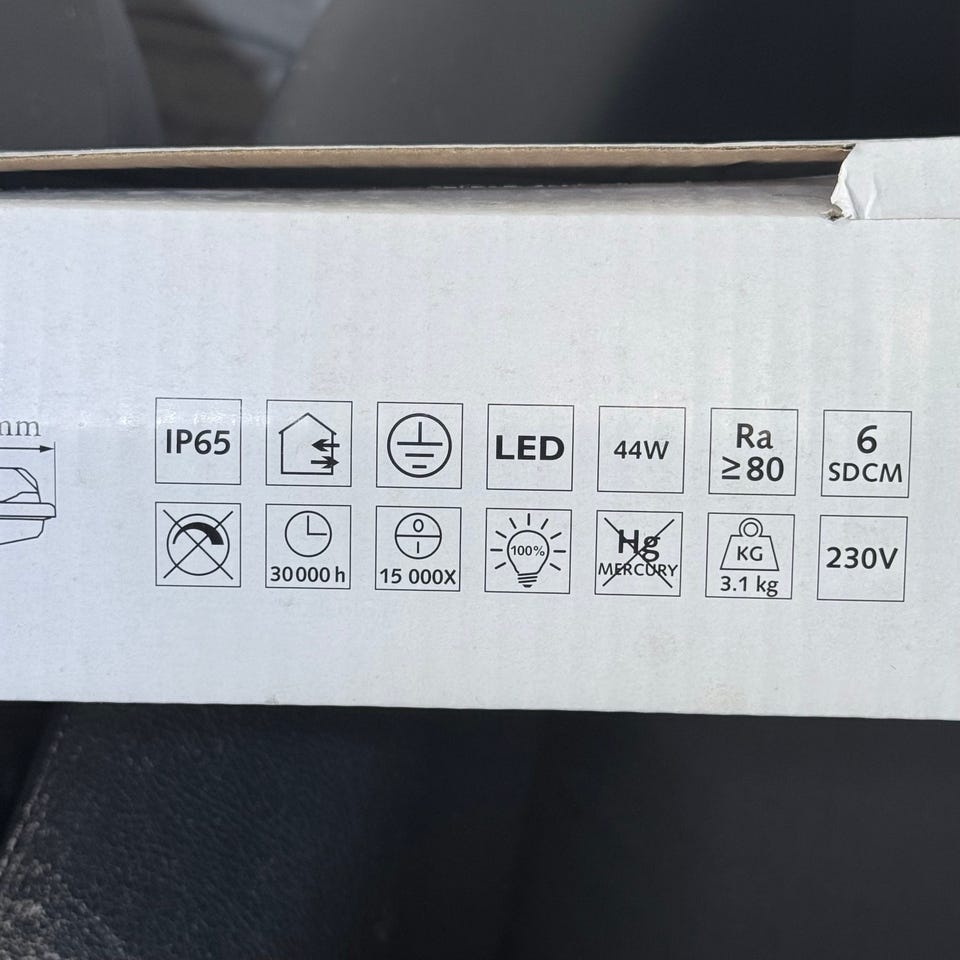 mm
IP65
LED
44W
Ra
≥80
6
SDCM
30000 h
0
I
15 000X
100%
Hg
MERCURY
KG
3.1 kg
230V